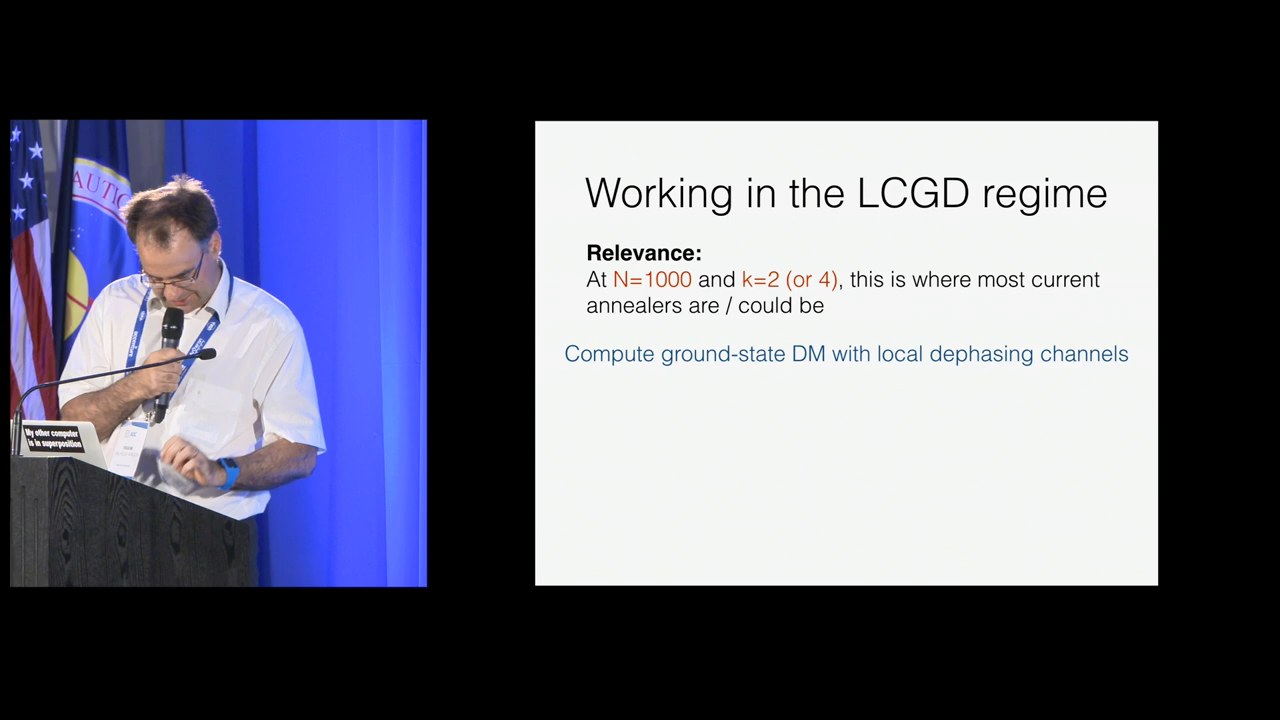 AUTIC
My other computer
is in superposition
Working in the LCGD regime
Relevance:
At N=1000 and k=2 (or 4), this is where most current
annealers are / could be
Compute ground-state DM with local dephasing channels